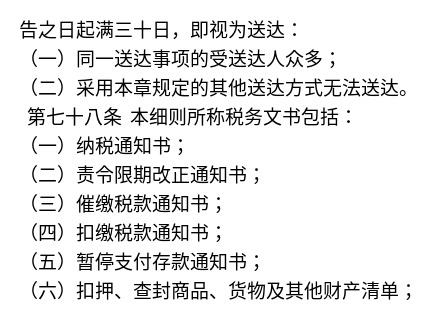 告之日起满三十日，即视为送达：
（一）同一送达事项的受送达人众多；
（二）采用本章规定的其他送达方式无法送达。
第七十八条 本细则所称税务文书包括：
（一）纳税通知书；
（二）责令限期改正通知书；
（三）催缴税款通知书；
（四）扣缴税款通知书；
（五）暂停支付存款通知书；
（六）扣押、查封商品、货物及其他财产清单；